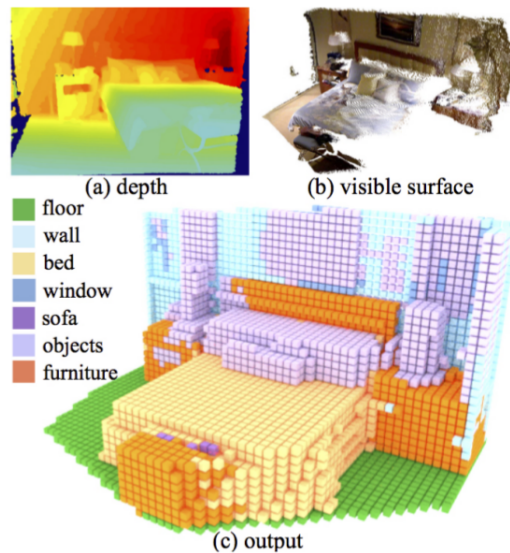 (a) depth
(b) visible surface
floor
wall
bed
window
sofa
objects
furniture
(c) output